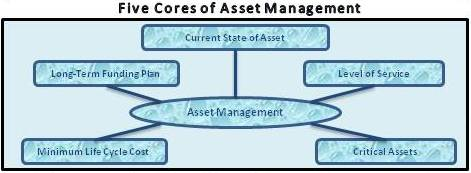 Five Cores of Asset Management
Current State of Asset
Long-Term Funding Plan
Level of Service
Asset Management
Minimum Life Cycle Cost
Critical Assets